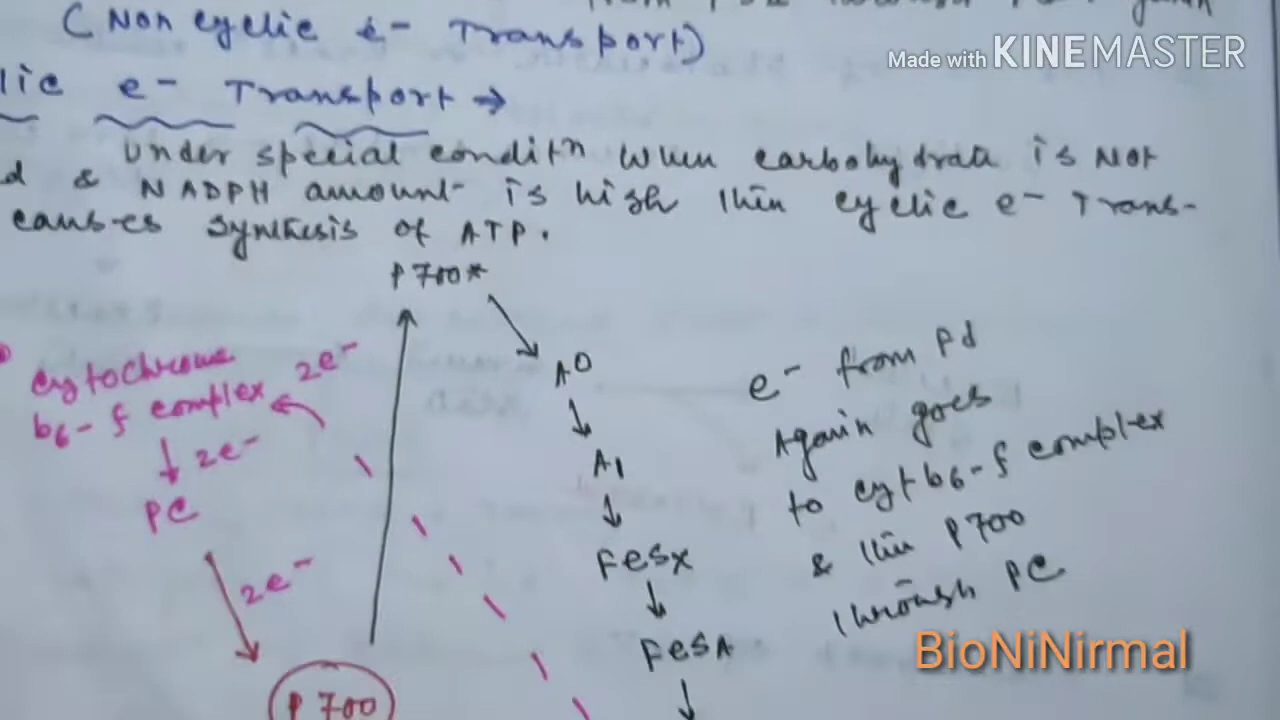 (Non cyclic e- Transport)
Made with KINEMASTER
lic e- Transport →
Under special conditn when carbohydrate is Not
d & NADPH amount is high then cyclic e- Trans-
causes synthesis of ATP.
P700*
cytochrome
b6-f complex
2e-
2e-
PC
2e-
P 700
A0
A1
FeSX
FeSA
e- from Pd
Again goes
to cyt b6-f complex
& then P700
through PC
BioNiNirmal